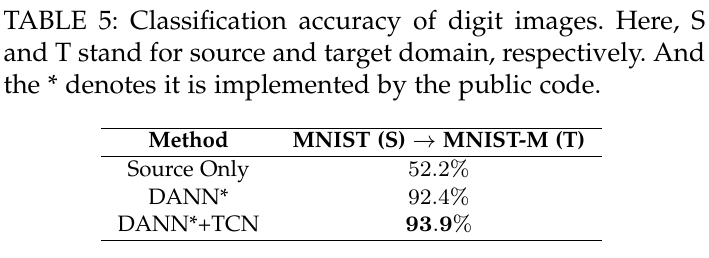 TABLE 5: Classification accuracy of digit images. Here, S
and T stand for source and target domain, respectively. And
the * denotes it is implemented by the public code.
Method MNIST (S) → MNIST-M (T)
Source Only 52.2%
DANN* 92.4%
DANN*+TCN 93.9%